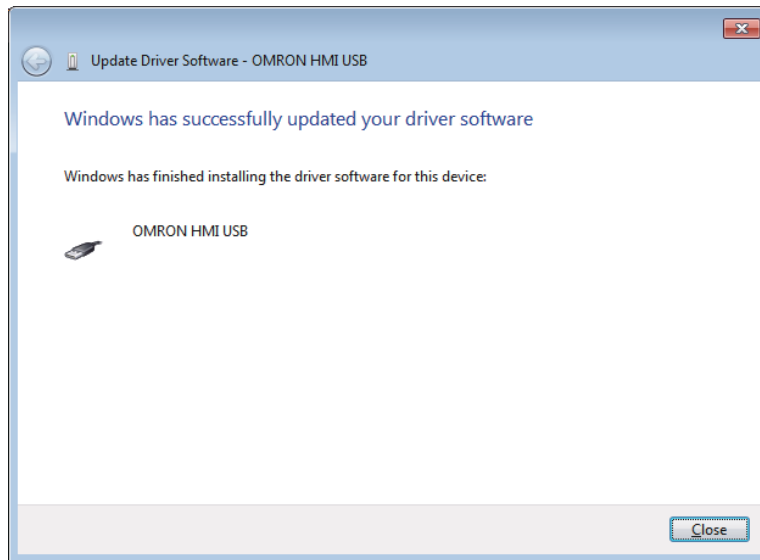 Update Driver Software - OMRON HMI USB
Windows has successfully updated your driver software
Windows has finished installing the driver software for this device:
OMRON HMI USB
Close